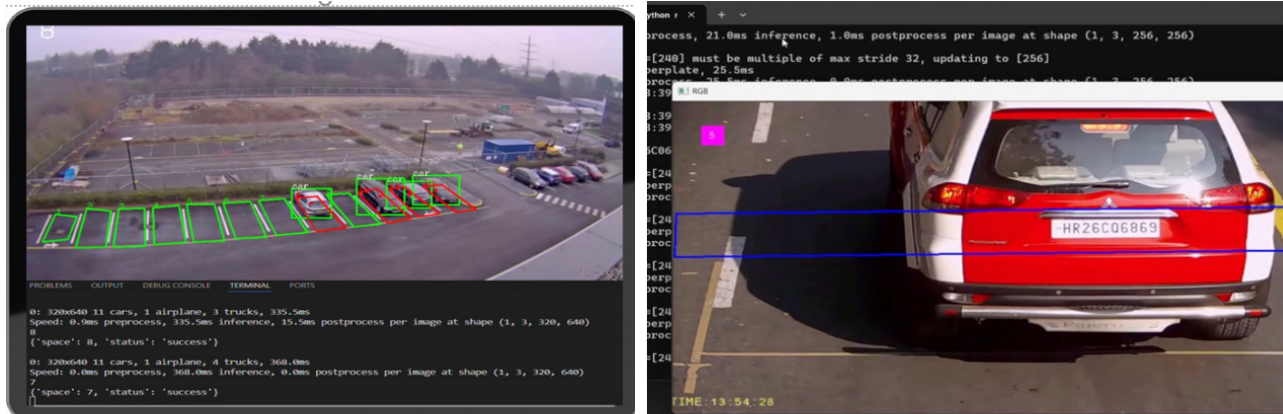 8
car
car
car
car
PROBLEMS OUTPUT DEBUG CONSOLE TERMINAL PORTS
0: 320x640 11 cars, 1 airplane, 3 trucks, 335.5ms
Speed: 0.9ms preprocess, 335.5ms inference, 15.5ms postprocess per image at shape (1, 3, 320, 640)
8
{'space': 8, 'status': 'success'}
0: 320x640 11 cars, 1 airplane, 4 trucks, 368.0ms
Speed: 0.0ms preprocess, 368.0ms inference, 0.0ms postprocess per image at shape (1, 3, 320, 640)
7
{'space': 7, 'status': 'success'}
ython r
rocess, 21.0ms inference, 1.0ms postprocess per image at shape (1, 3, 256, 256)
=[240] must be multiple of max stride 32, updating to [256]
berplate, 25.5ms
RGB
5
HR26CQ6869
TIME:13:54:28